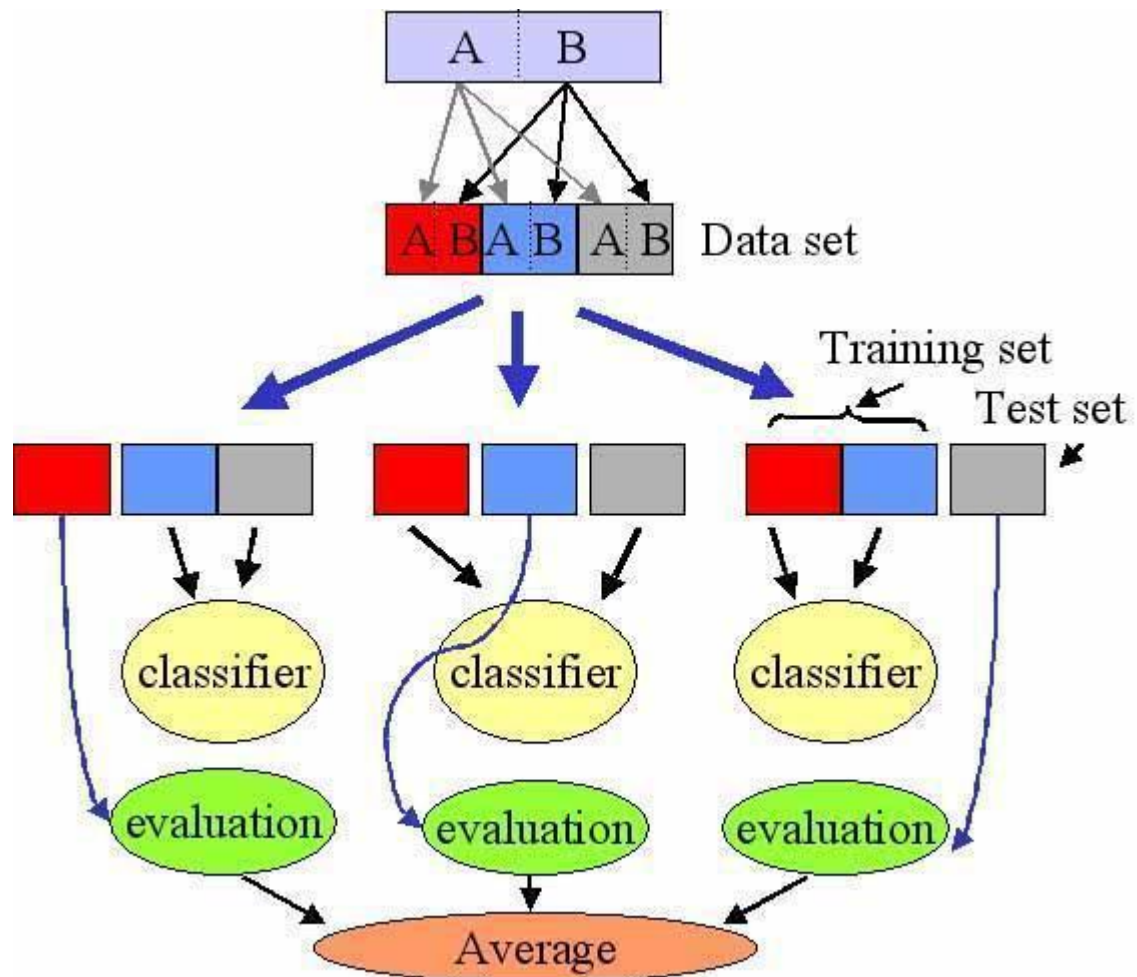 A B
A B A B A B Data set
Training set
Test set
classifier classifier classifier
evaluation evaluation evaluation
Average